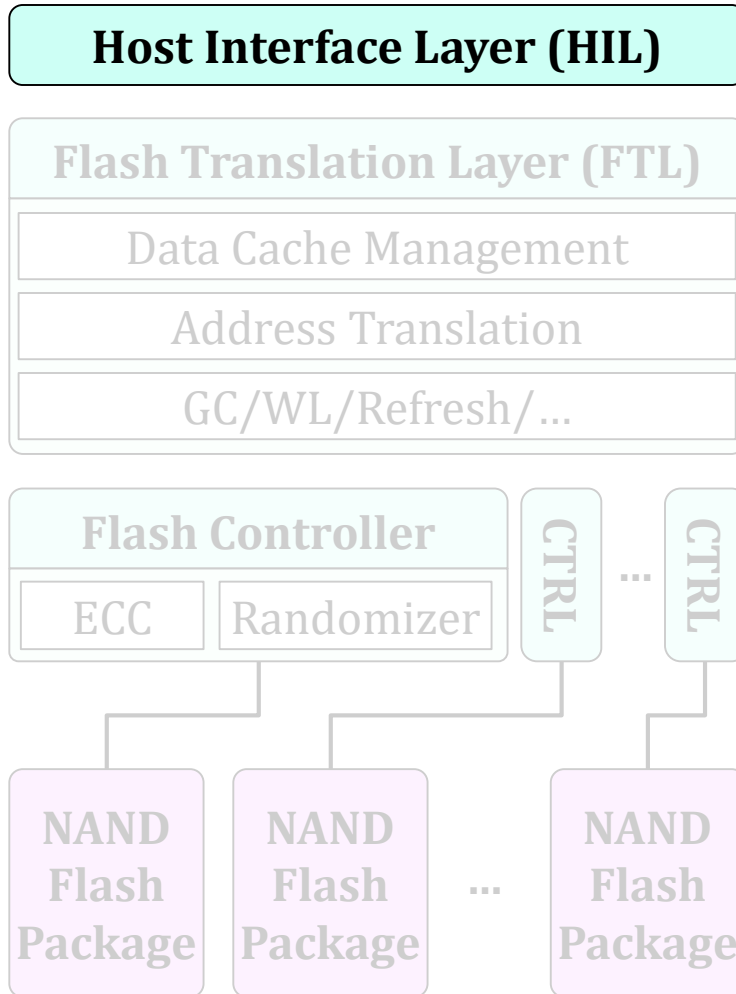 Host Interface Layer (HIL)
Flash Translation Layer (FTL)
Data Cache Management
Address Translation
GC/WL/Refresh/...
Flash Controller
ECC
Randomizer
CTRL
...
CTRL
NAND
Flash
Package
NAND
Flash
Package
...
NAND
Flash
Package